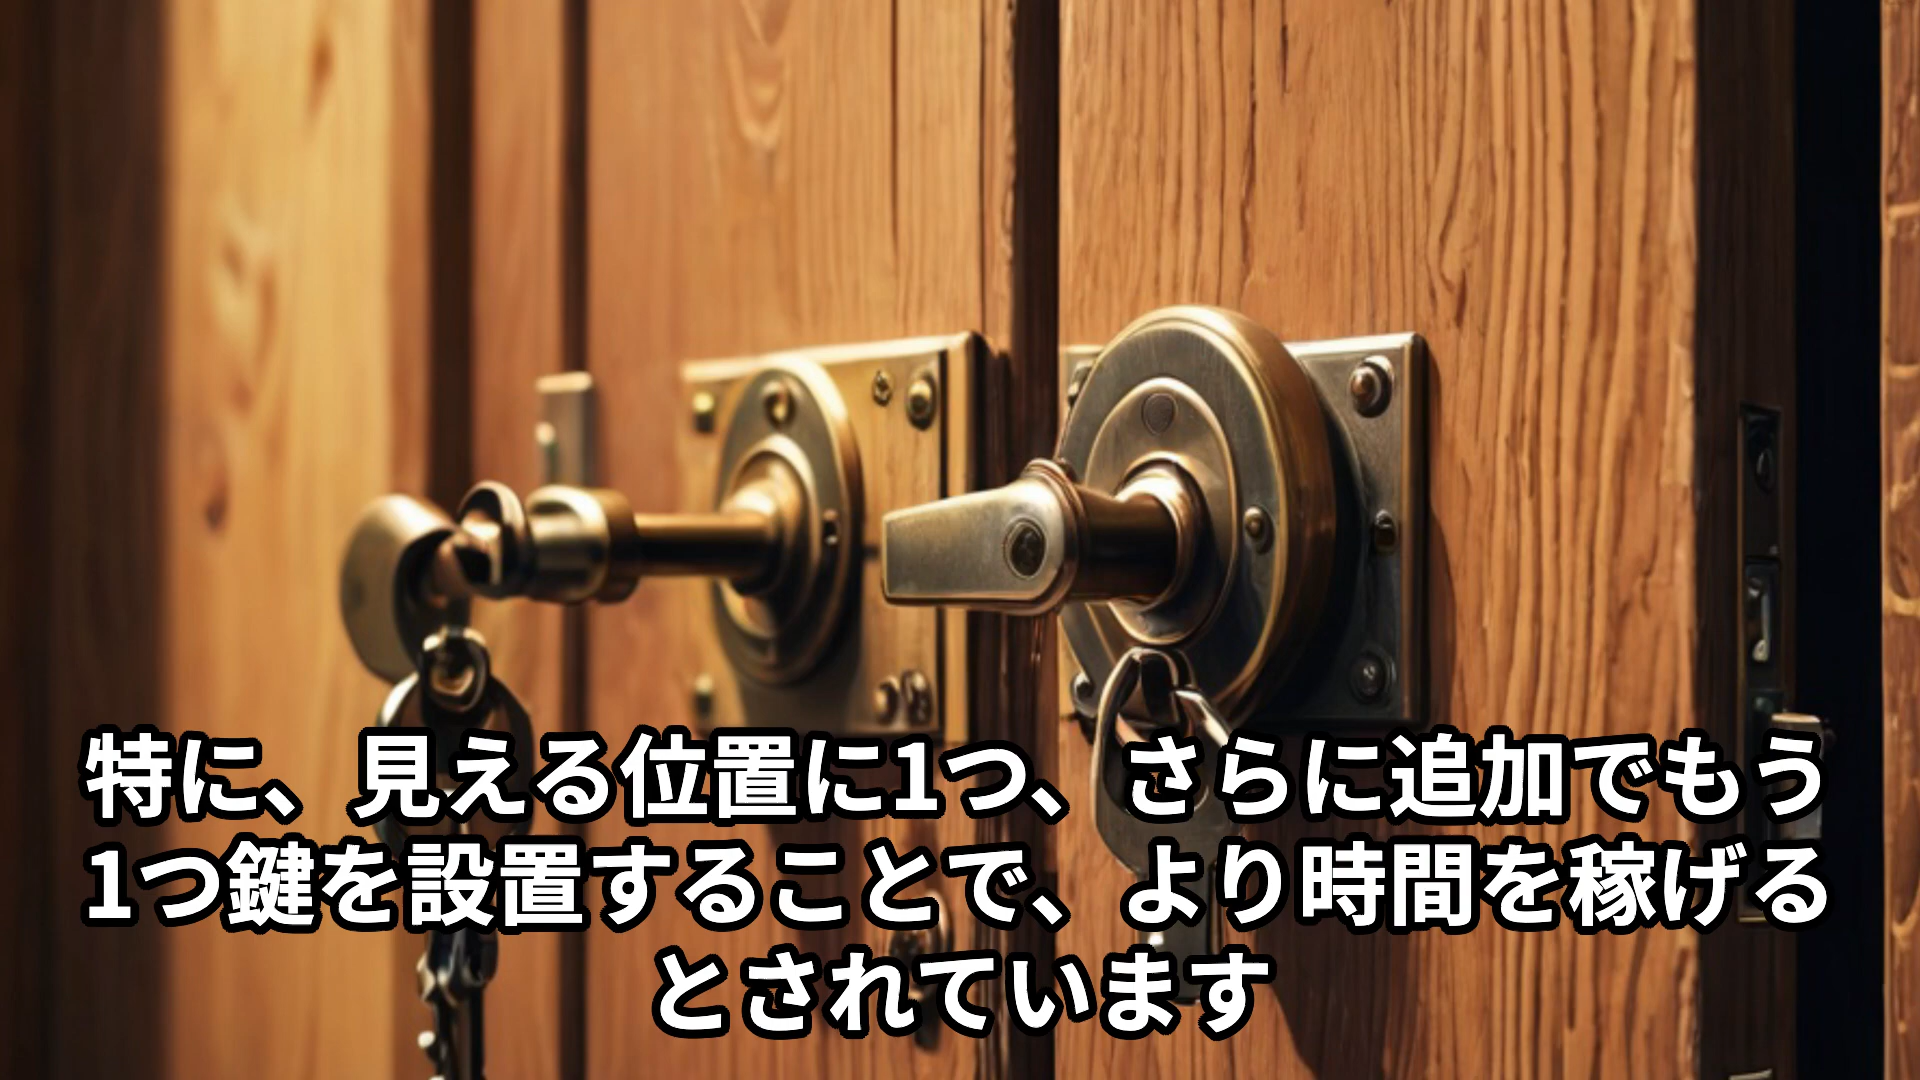 特に、見える位置に1つ、さらに追加でもう
1つ鍵を設置することで、より時間を稼げる
とされています